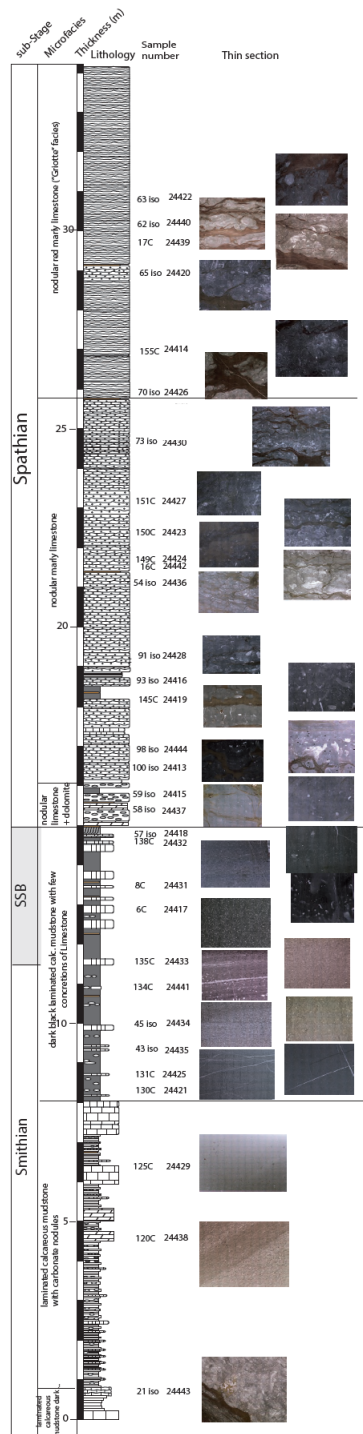 sub-Stage
Microfacies
Thickness (m)
Lithology
Sample
number
Thin section
Spathian
SSB
Smithian
nodular red marly limestone ("Griotte" facies)
nodular marly limestone
nodular
limestone
+ dolomite
dark black laminated calc. mudstone with few
concretions of Limestone
laminated calcareous mudstone
with carbonate nodules
laminated
calcareous
mudstone dark...
30
25
20
10
5
0
63 iso 24422
62 iso 24440
17C 24439
65 iso 24420
155C 24414
70 iso 24426
73 iso 24430
151C 24427
150C 24423
149C 24424
16C 24442
54 iso 24436
91 iso 24428
93 iso 24416
145C 24419
98 iso 24444
100 iso 24413
59 iso 24415
58 iso 24437
57 iso 24418
138C 24432
8C 24431
6C 24417
135C 24433
134C 24441
45 iso 24434
43 iso 24435
131C 24425
130C 24421
125C 24429
120C 24438
21 iso 24443